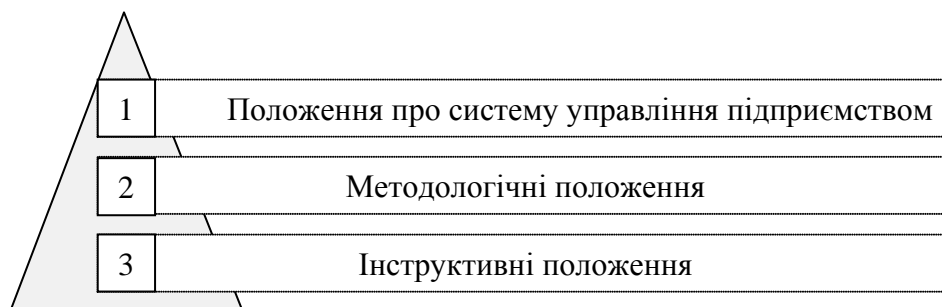 1 Положення про систему управління підприємством
2 Методологічні положення
3 Інструктивні положення